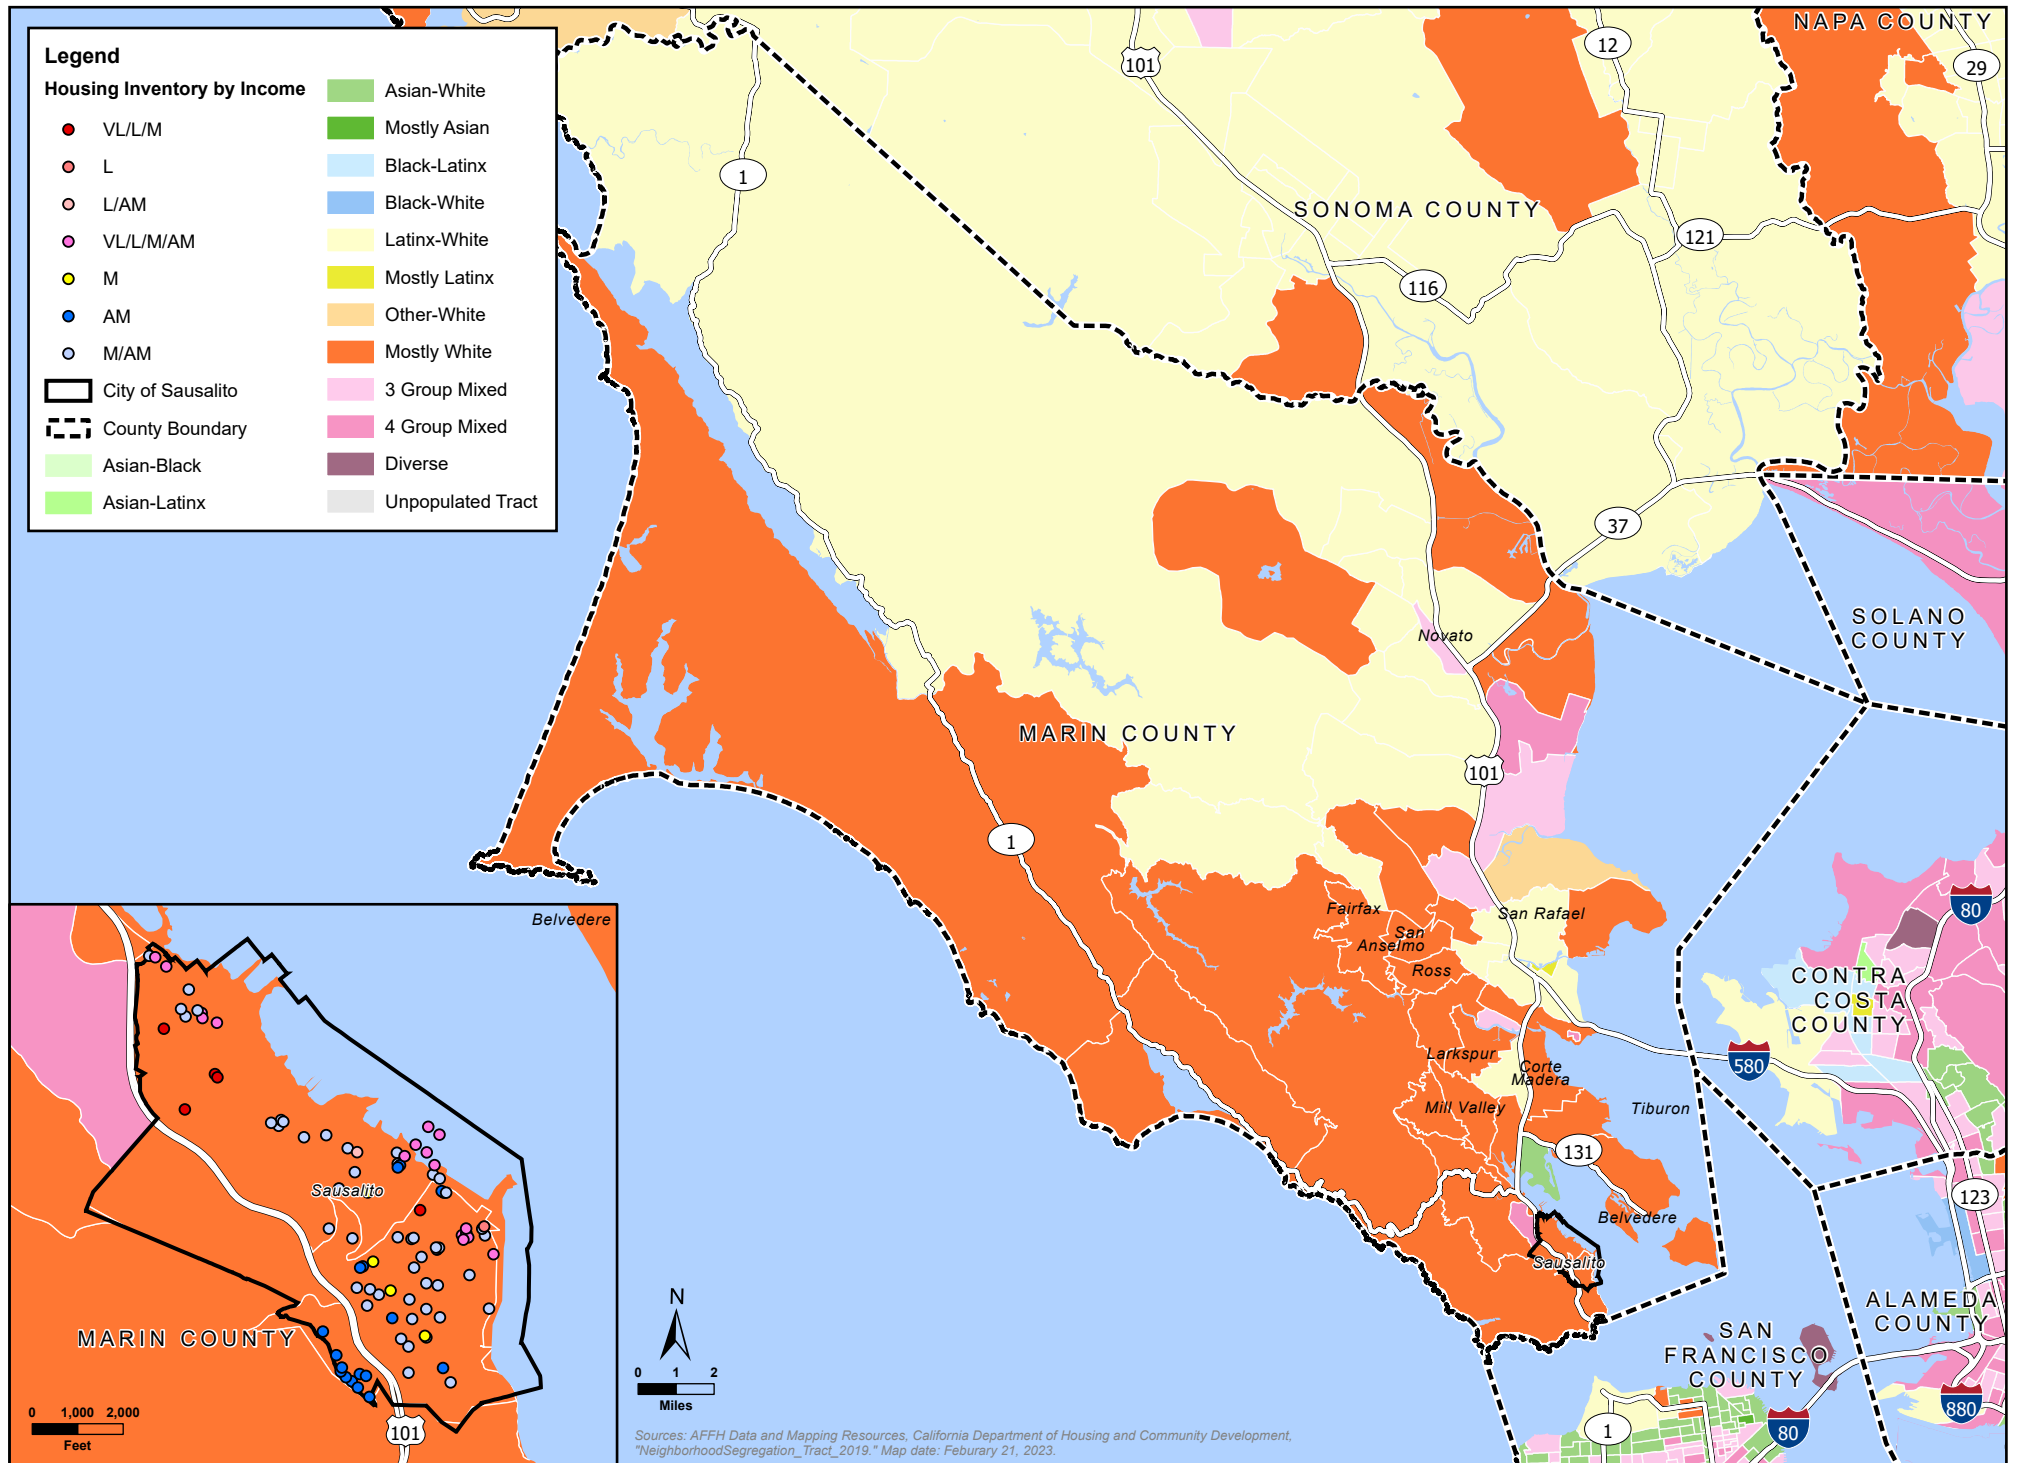 Legend
Housing Inventory by Income
VL/L/M
L
L/AM
VL/L/M/AM
M
AM
M/AM
City of Sausalito
County Boundary
Asian-Black
Asian-Latinx
Asian-White
Mostly Asian
Black-Latinx
Black-White
Latinx-White
Mostly Latinx
Other-White
Mostly White
3 Group Mixed
4 Group Mixed
Diverse
Unpopulated Tract
NAPA COUNTY
12
29
101
1
SONOMA COUNTY
121
116
37
SOLANO
COUNTY
Novato
MARIN COUNTY
101
1
80
Fairfax
San Rafael
San
Anselmo
Ross
CONTRA
COSTA
COUNTY
Larkspur
Corte
Madera
580
Mill Valley
Tiburon
131
123
Belvedere
Sausalito
ALAMEDA
COUNTY
SAN
FRANCISCO
COUNTY
880
80
1
Belvedere
Sausalito
MARIN COUNTY
101
0 1,000 2,000
Feet
N
0 1 2
Miles
Sources: AFFH Data and Mapping Resources, California Department of Housing and Community Development,
"NeighborhoodSegregation_Tract_2019." Map date: Feburary 21, 2023.